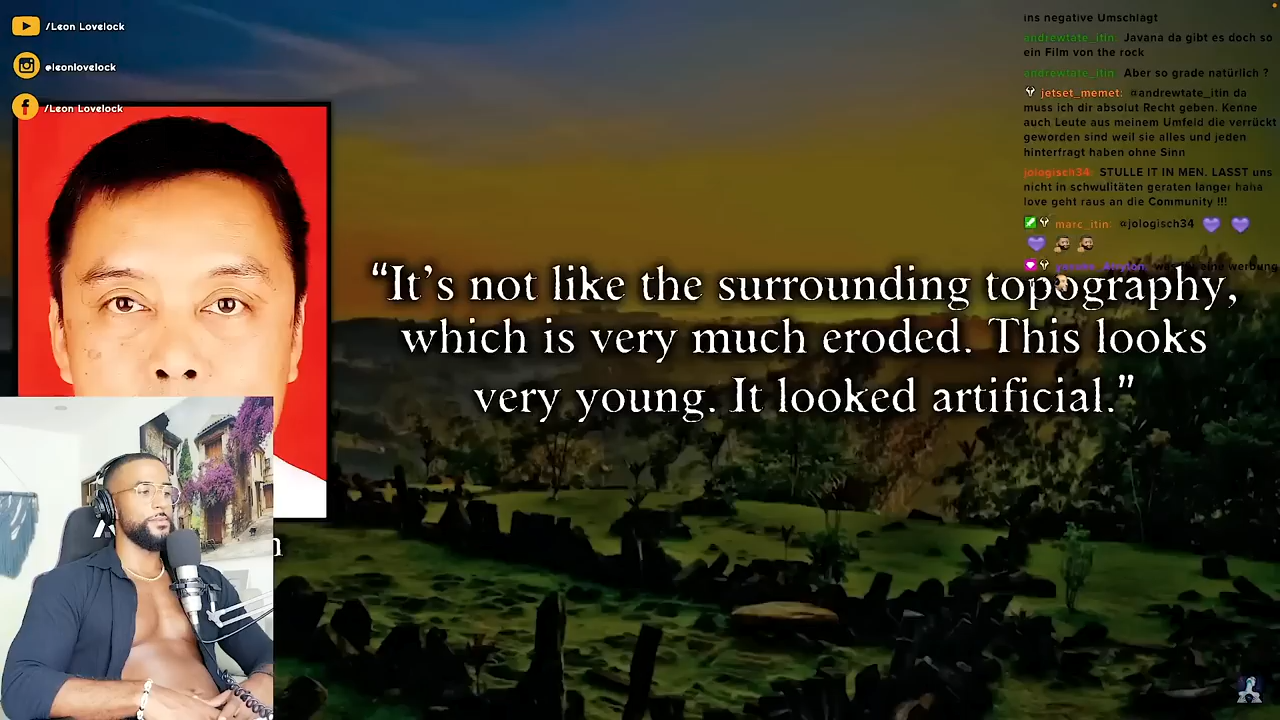 /Leon Lovelock
@leonlovelock
/Leon Lovelock
"It's not like the surrounding topography,
which is very much eroded. This looks
very young. It looked artificial."
ins negative Umschlagt
andrewtate_itin: Javana da gibt es doch so
ein Film von the rock
andrewtate_itin: Aber so grade natürlich ?
jetset_memet: @andrewtate_itin da
muss ich dir absolut Recht geben. Kenne
auch Leute aus meinem Umfeld die verrückt
geworden sind weil sie alles und jeden
hinterfragt haben ohne Sinn
jologisch34: STULLE IT IN MEN. LASST uns
nicht in schwulitäten geraten langer haha
love geht raus an die Community !!!
marc_itin: @jologisch34
eine werbung